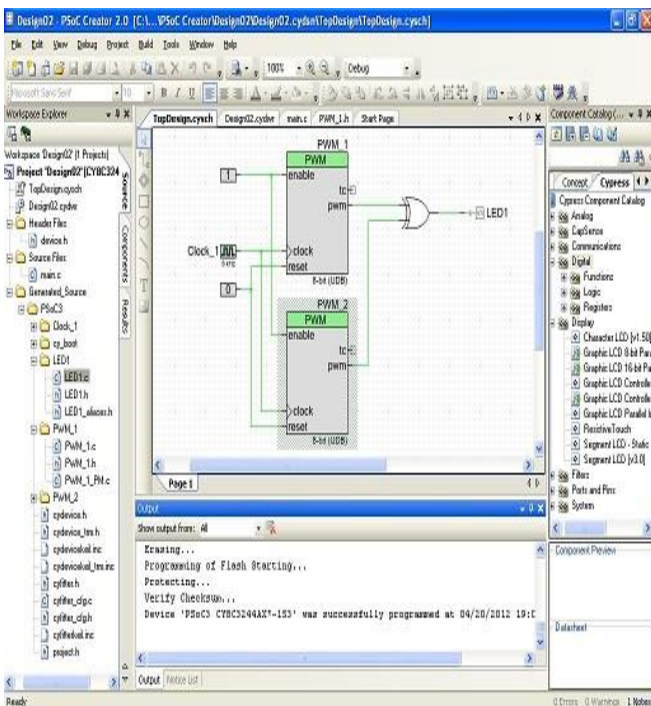 Design02 - PSoC Creator 2.0 [C:\...\PSoC Creator\Design02\Design02.cydsn\TopDesign\TopDesign.cysch]
File Edit View Debug Project Build Tools Window Help
100% Debug
Microsoft Sans Serif 10 B I U
Workspace Explorer
TopDesign.cysch Design02.cydwr main.c PWM_1.h Start Page
Component Catalog (...
Workspace 'Design02' (1 Projects)
Project 'Design02' [CY8C324
TopDesign.cysch
Design02.cydwr
Header Files
device.h
Source Files
main.c
Generated_Source
PSoC3
Clock_1
cy_boot
LED1
LED1.c
LED1.h
LED1_aliases.h
PWM_1
PWM_1.c
PWM_1.h
PWM_1_PM.c
PWM_2
cydevice.h
cydevice_trm.h
cydevicekeil.inc
cydevicekeil_trm.inc
cyfitter.h
cyfitter_cfg.c
cyfitter_cfg.h
cyfitterkeil.inc
project.h
Source
Components
Results
PWM_1
PWM
1
enable
tc
pwm
LED1
Clock_1
clock
0
reset
8-bit (UDB)
PWM_2
PWM
enable
tc
pwm
clock
reset
8-bit (UDB)
Page 1
Concept Cypress
Cypress Component Catalog
Analog
CapSense
Communications
Digital
Functions
Logic
Registers
Display
Character LCD [v1.50]
Graphic LCD 8-bit Par
Graphic LCD 16-bit Pa
Graphic LCD Controlle
Graphic LCD Controlle
Graphic LCD Parallel I
ResistiveTouch
Segment LCD - Static
Segment LCD [v3.0]
Filters
Ports and Pins
System
Output
Show output from: All
Erasing...
Programming of Flash Starting...
Protecting...
Verify Checksum...
Device 'PSoC3 CY8C3244AX*-153' was successfully programmed at 04/20/2012 19:0
Output Notice List
Component Preview
Datasheet
Ready
0 Errors 0 Warnings 1 Notes